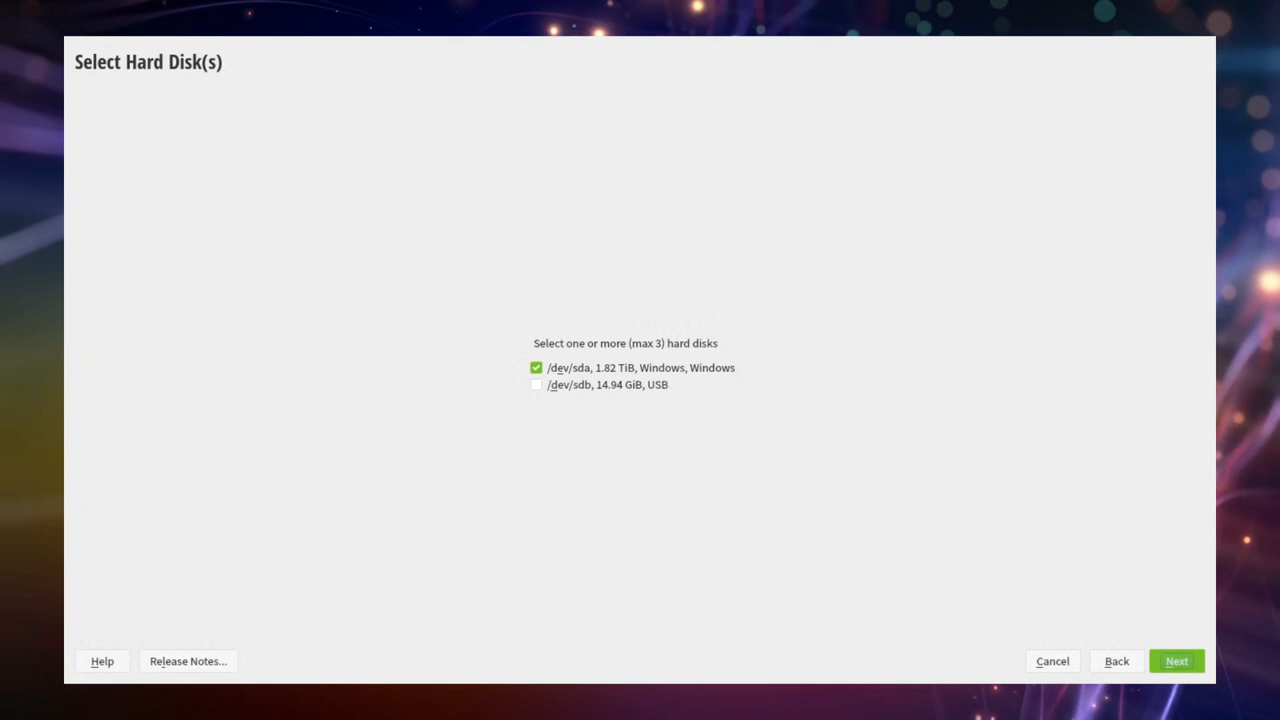 Select Hard Disk(s)
Select one or more (max 3) hard disks
/dev/sda, 1.82 TiB, Windows, Windows
/dev/sdb, 14.94 GiB, USB
Help
Release Notes...
Cancel
Back
Next